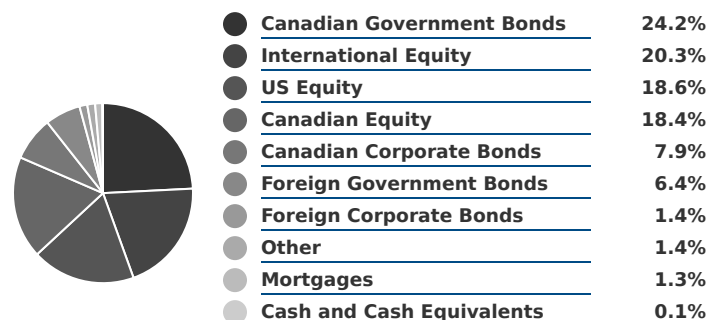 Canadian Government Bonds 24.2%
International Equity 20.3%
US Equity 18.6%
Canadian Equity 18.4%
Canadian Corporate Bonds 7.9%
Foreign Government Bonds 6.4%
Foreign Corporate Bonds 1.4%
Other 1.4%
Mortgages 1.3%
Cash and Cash Equivalents 0.1%